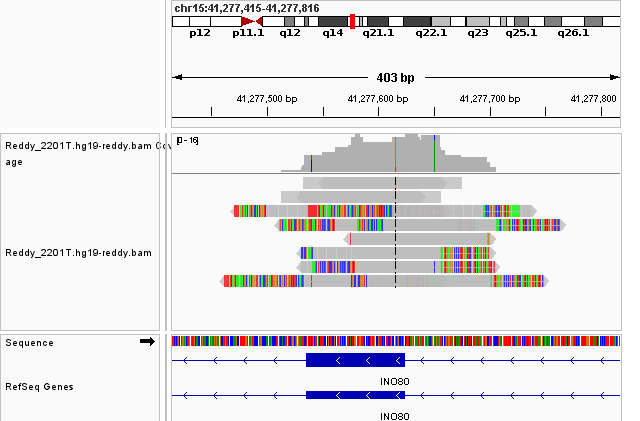 chr15:41,277,415-41,277,816
p12 p11.1 q12 q14 q21.1 q22.1 q23 q25.1 q26.1
403 bp
41,277,500 bp 41,277,600 bp 41,277,700 bp 41,277,800
Reddy_2201T.hg19-reddy.bam Cov
age
[0 - 16]
Reddy_2201T.hg19-reddy.bam
Sequence
RefSeq Genes
INO80
INO80